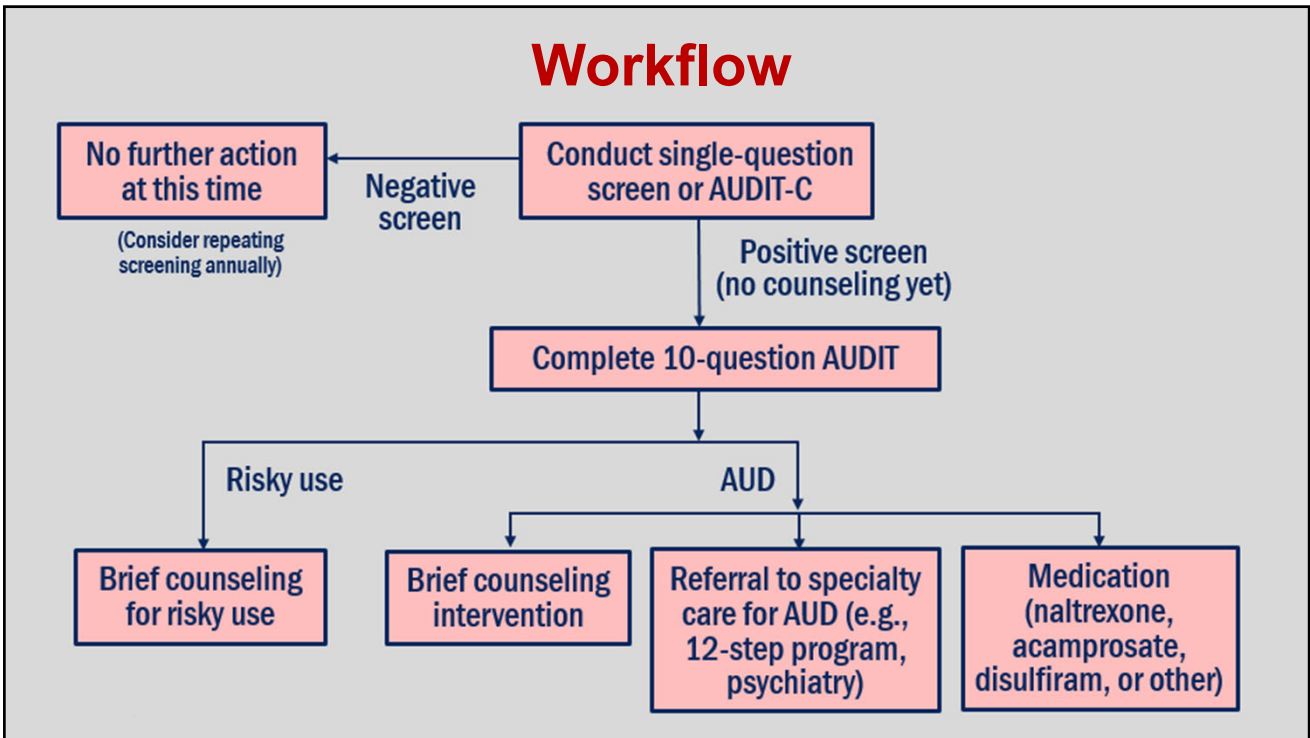 Workflow
No further action
at this time
(Consider repeating
screening annually)
Negative
screen
Conduct single-question
screen or AUDIT-C
Positive screen
(no counseling yet)
Complete 10-question AUDIT
Risky use
AUD
Brief counseling
for risky use
Brief counseling
intervention
Referral to specialty
care for AUD (e.g.,
12-step program,
psychiatry)
Medication
(naltrexone,
acamprosate,
disulfiram, or other)